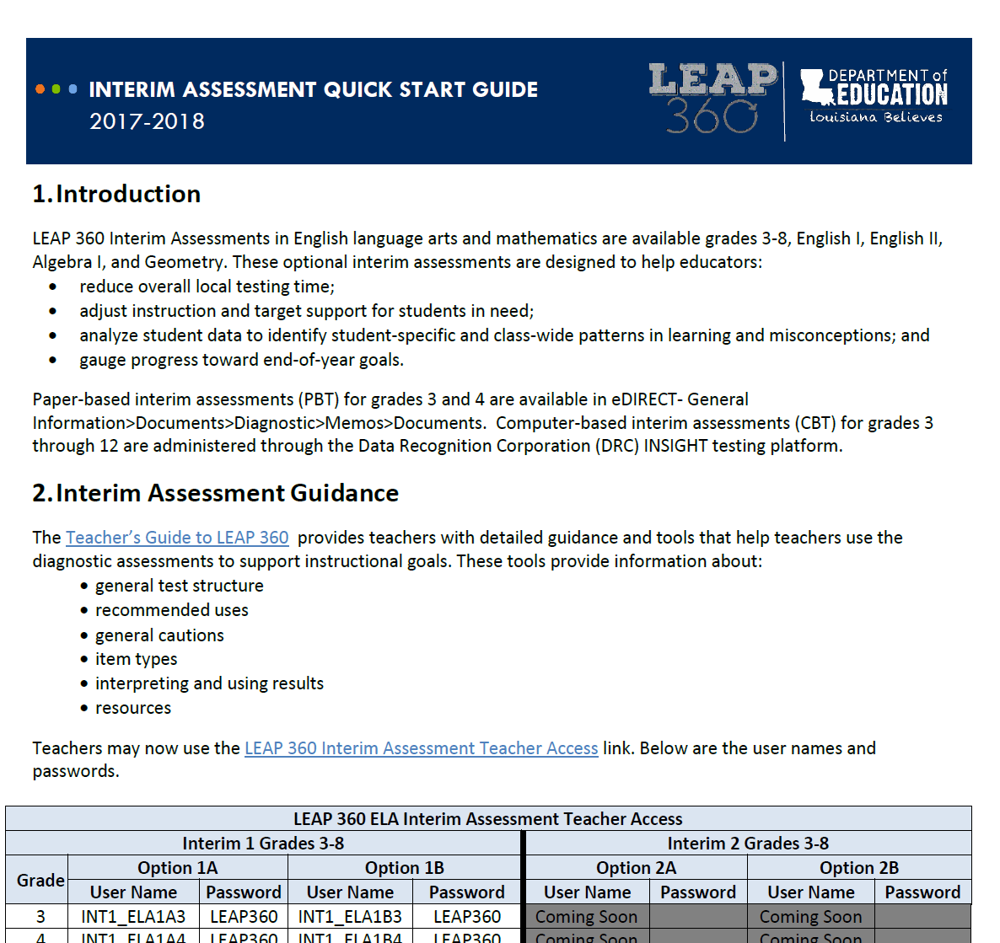 INTERIM ASSESSMENT QUICK START GUIDE
2017-2018
LEAP
360
DEPARTMENT of
EDUCATION
Louisiana Believes
1. Introduction
LEAP 360 Interim Assessments in English language arts and mathematics are available grades 3-8, English I, English II,
Algebra I, and Geometry. These optional interim assessments are designed to help educators:
• reduce overall local testing time;
• adjust instruction and target support for students in need;
• analyze student data to identify student-specific and class-wide patterns in learning and misconceptions; and
• gauge progress toward end-of-year goals.
Paper-based interim assessments (PBT) for grades 3 and 4 are available in eDIRECT- General
Information>Documents>Diagnostic>Memos>Documents.  Computer-based interim assessments (CBT) for grades 3
through 12 are administered through the Data Recognition Corporation (DRC) INSIGHT testing platform.
2. Interim Assessment Guidance
The Teacher’s Guide to LEAP 360  provides teachers with detailed guidance and tools that help teachers use the
diagnostic assessments to support instructional goals. These tools provide information about:
• general test structure
• recommended uses
• general cautions
• item types
• interpreting and using results
• resources
Teachers may now use the LEAP 360 Interim Assessment Teacher Access link. Below are the user names and
passwords.
LEAP 360 ELA Interim Assessment Teacher Access
Interim 1 Grades 3-8 Interim 2 Grades 3-8
Grade Option 1A Option 1B Option 2A Option 2B
User Name Password User Name Password User Name Password User Name Password
3 INT1_ELA1A3 LEAP360 INT1_ELA1B3 LEAP360 Coming Soon Coming Soon
4 INT1_ELA1A4 LEAP360 INT1_ELA1B4 LEAP360 Coming Soon Coming Soon